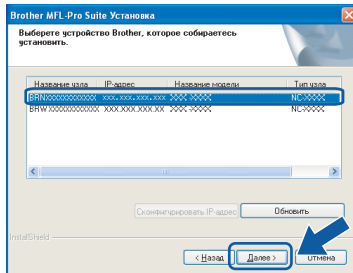 Brother MFL-Pro Suite Установка
Выберете устройство Brother, которое собираетесь
установить.
Название узла IP-адрес Название модели Тип узла
BRNXXXXXXXXXXXX XXX.XXX.XXX.XXX XXX-XXXX NC-XXXX
BRWXXXXXXXXXXXX XXX.XXX.XXX.XX XXX-XXXX NC-XXXX
Сконфигурировать IP-адрес Обновить
InstallShield
< Назад Далее > Отмена